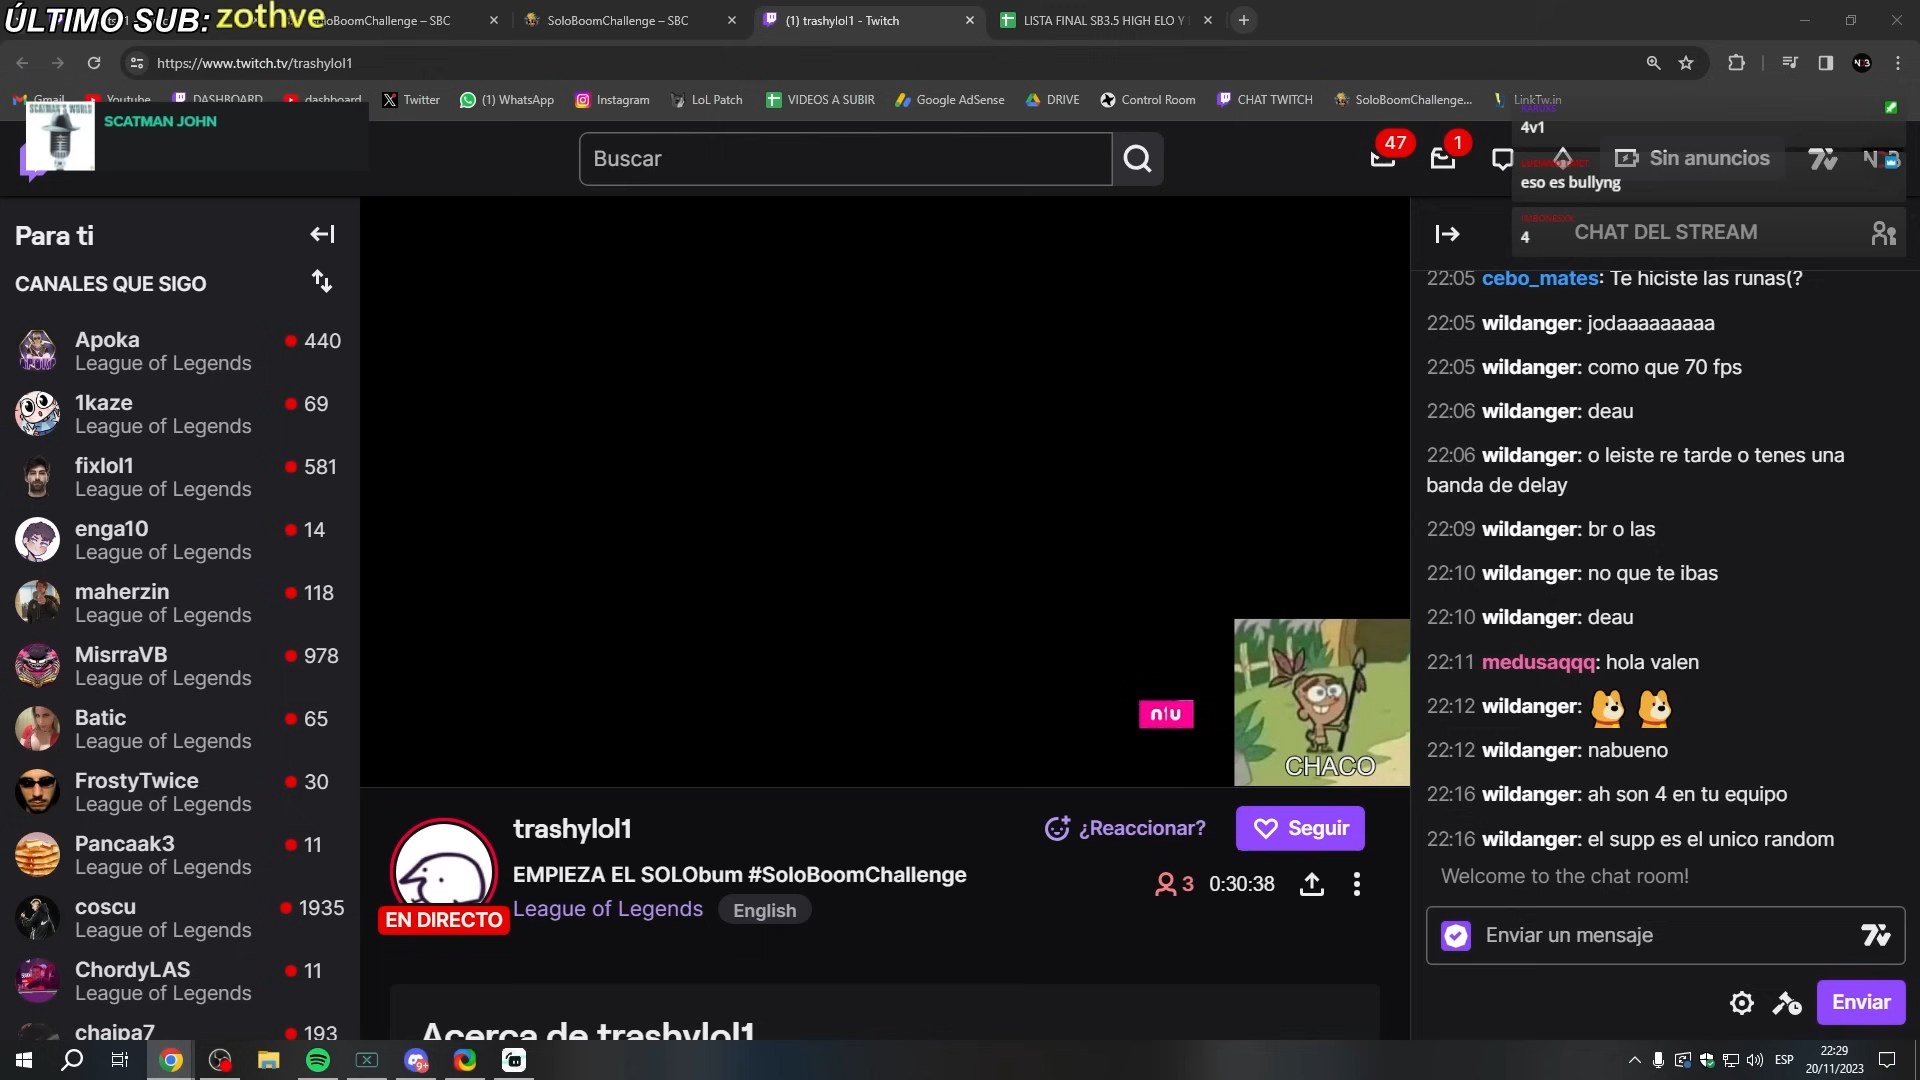 ÚLTIMO SUB: zothve
SoloBoomChallenge – SBC
SoloBoomChallenge – SBC
(1) trashylol1 - Twitch
LISTA FINAL SB3.5 HIGH ELO Y
https://www.twitch.tv/trashylol1
Gmail
Youtube
DASHBOARD
dashboard
Twitter
(1) WhatsApp
Instagram
LoL Patch
VIDEOS A SUBIR
Google AdSense
DRIVE
Control Room
CHAT TWITCH
SoloBoomChallenge...
LinkTw.in
SCATMAN'S WORLD
SCATMAN JOHN
Buscar
47
1
Sin anuncios
4v1
eso es bullyng
4
Para ti
CANALES QUE SIGO
Apoka
440
League of Legends
1kaze
69
League of Legends
fixlol1
581
League of Legends
enga10
14
League of Legends
maherzin
118
League of Legends
MisrraVB
978
League of Legends
Batic
65
League of Legends
FrostyTwice
30
League of Legends
Pancaak3
11
League of Legends
coscu
1935
League of Legends
ChordyLAS
11
League of Legends
chaipa7
193
n1u
CHACO
trashylol1
¿Reaccionar?
Seguir
EMPIEZA EL SOLObum #SoloBoomChallenge
3
0:30:38
EN DIRECTO
League of Legends
English
Acerca de trashylol1
CHAT DEL STREAM
22:05 cebo_mates: Te hiciste las runas(?
22:05 wildanger: jodaaaaaaaaa
22:05 wildanger: como que 70 fps
22:06 wildanger: deau
22:06 wildanger: o leiste re tarde o tenes una
banda de delay
22:09 wildanger: br o las
22:10 wildanger: no que te ibas
22:10 wildanger: deau
22:11 medusaqqq: hola valen
22:12 wildanger:
22:12 wildanger: nabueno
22:16 wildanger: ah son 4 en tu equipo
22:16 wildanger: el supp es el unico random
Welcome to the chat room!
Enviar un mensaje
Enviar
9+
ESP
22:29
20/11/2023